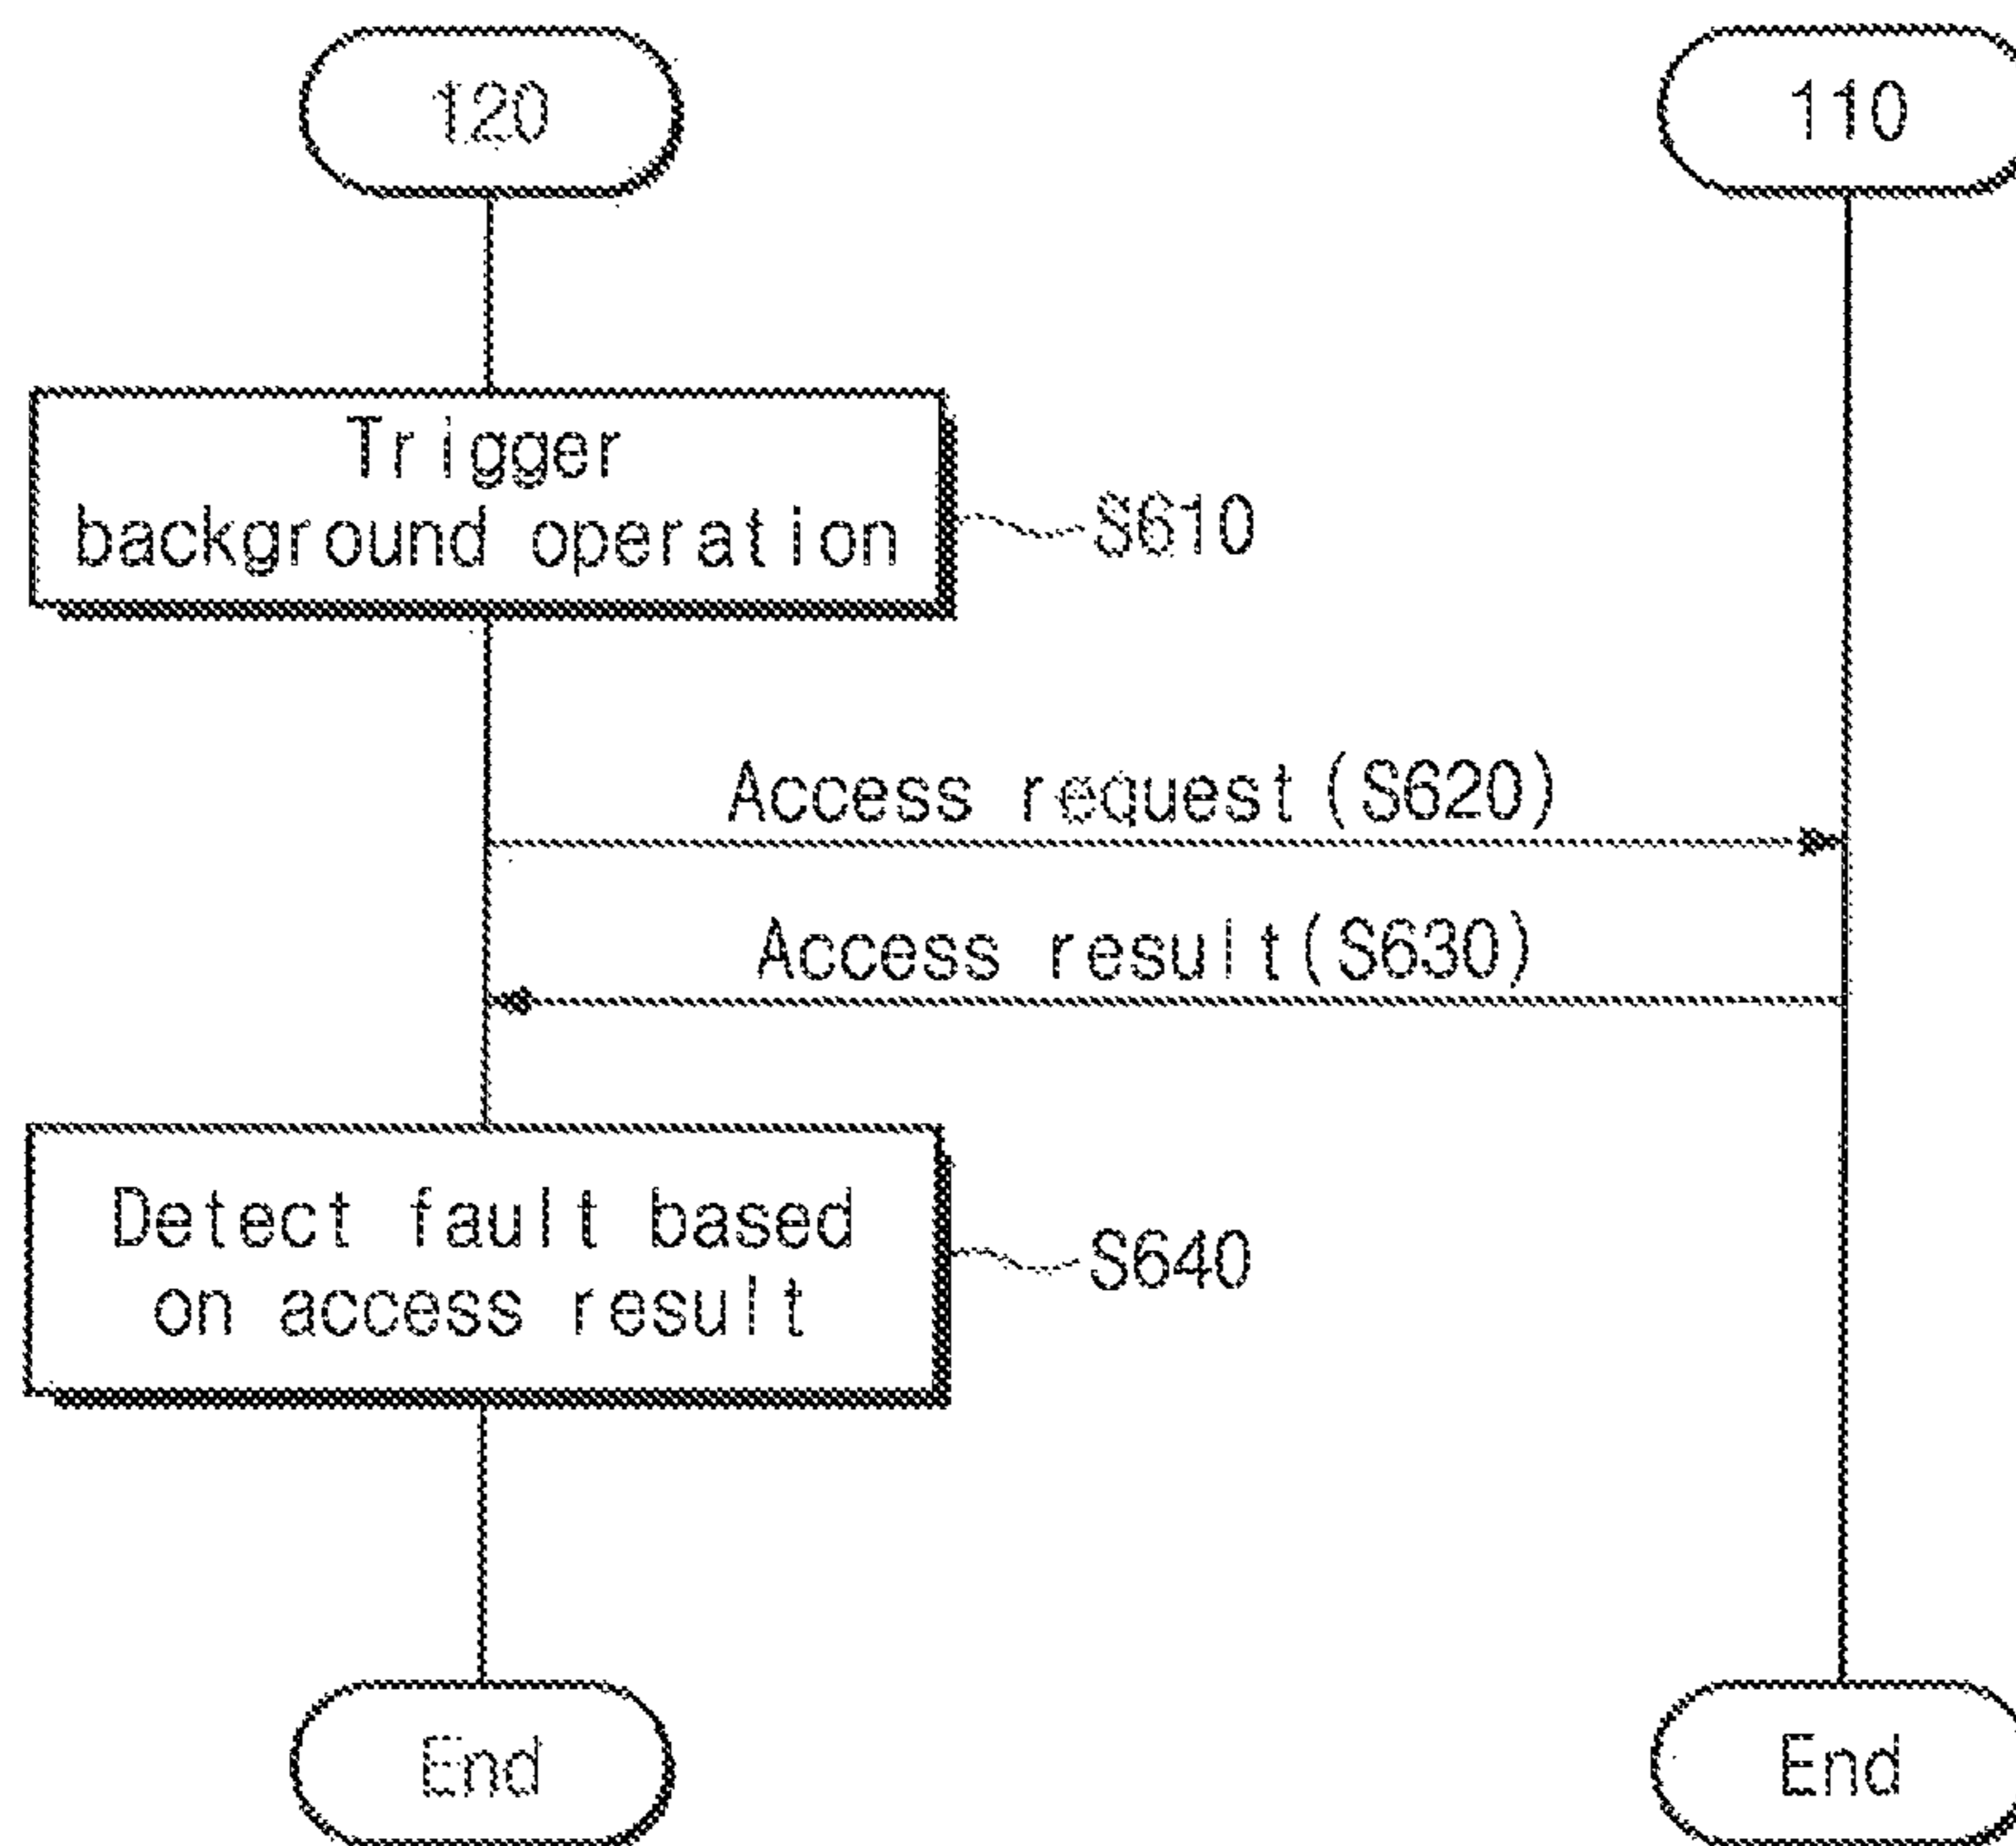 120
110
Trigger
background operation
S610
Access request(S620)
Access result(S630)
Detect fault based
on access result
S640
End
End